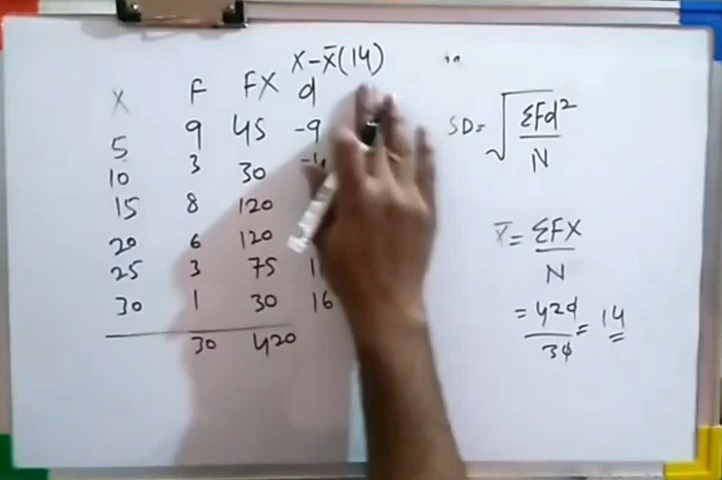 X-X̄(14)
X F FX d
5 9 45 -9
10 3 30
15 8 120
20 6 120
25 3 75
30 1 30 16
30 420
SD= √ΣFd²/N
X̄= ΣFX/N
= 420/30 = 14